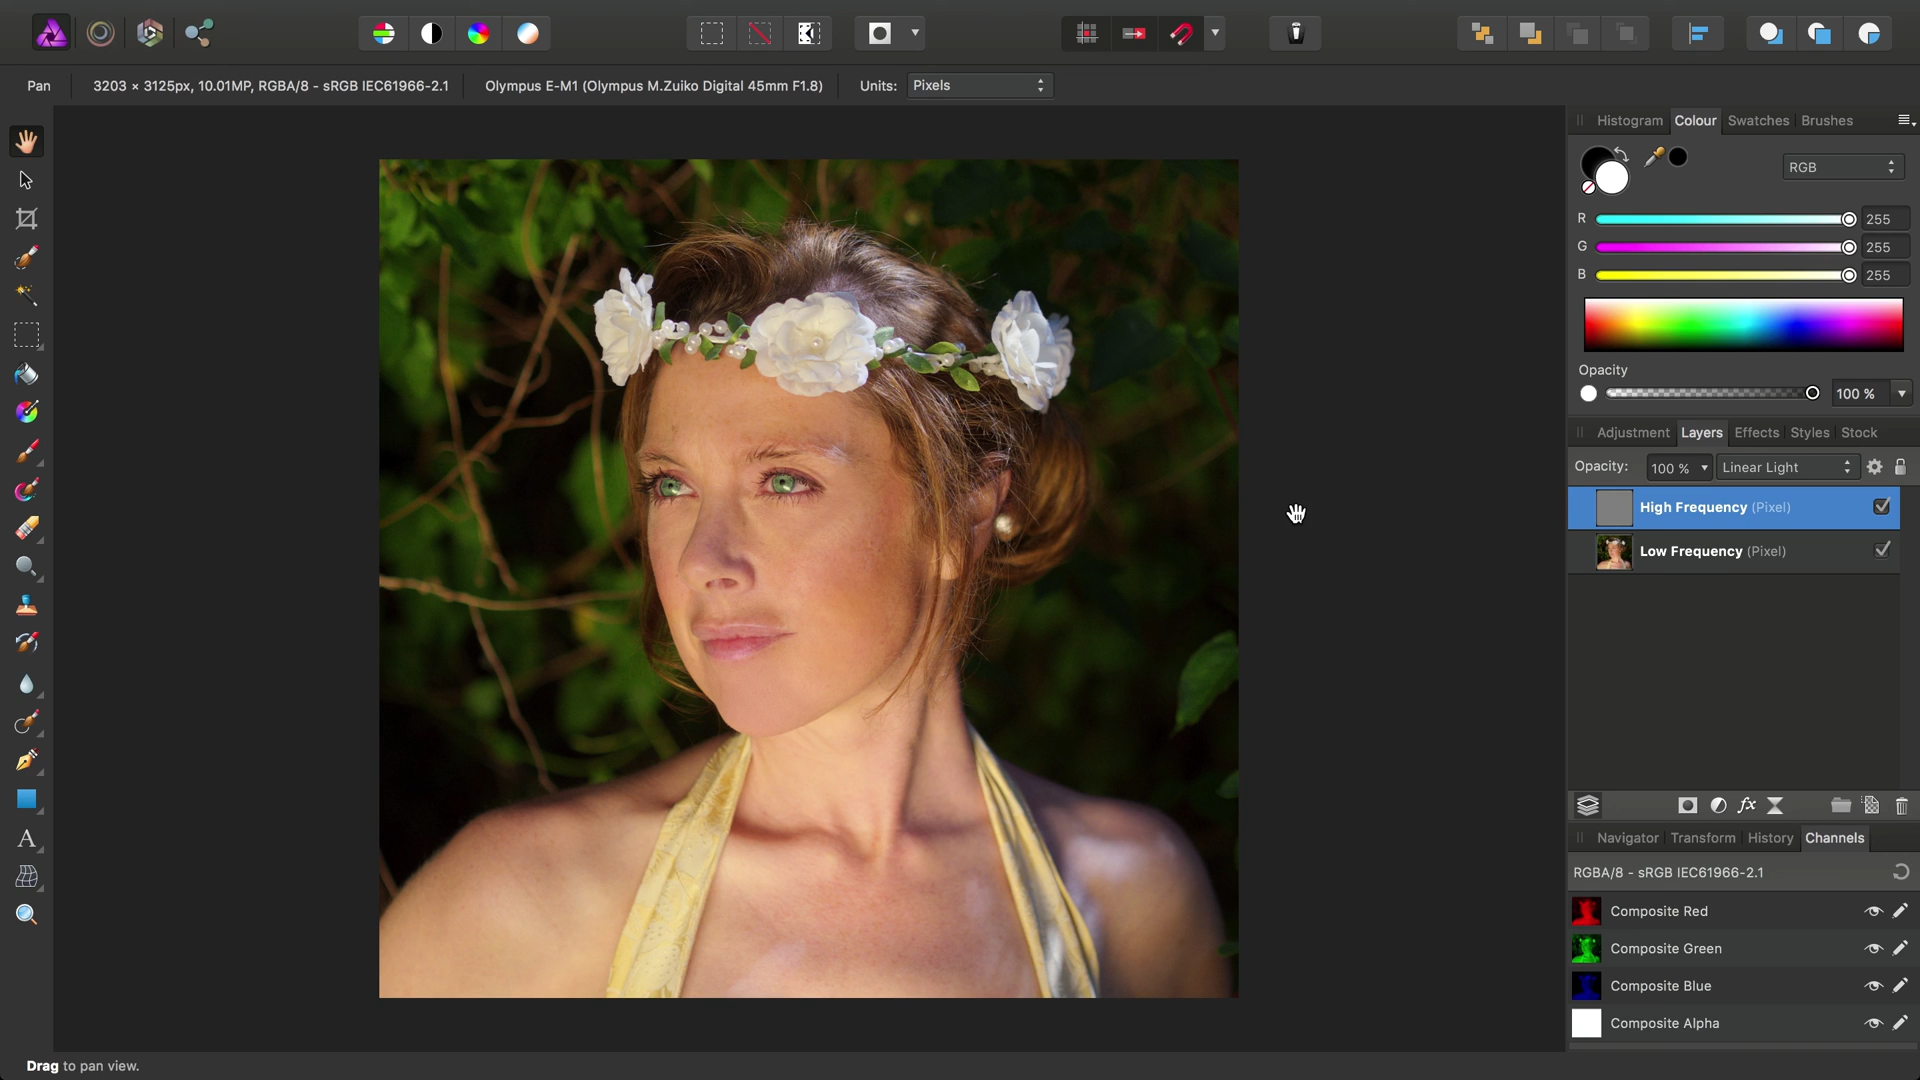 Pan
3203 × 3125px, 10.01MP, RGBA/8 - sRGB IEC61966-2.1
Olympus E-M1 (Olympus M.Zuiko Digital 45mm F1.8)
Units: Pixels
Histogram Colour Swatches Brushes
RGB
R 255
G 255
B 255
Opacity
100 %
Adjustment Layers Effects Styles Stock
Opacity: 100 % Linear Light
High Frequency (Pixel)
Low Frequency (Pixel)
fx
Navigator Transform History Channels
RGBA/8 - sRGB IEC61966-2.1
Composite Red
Composite Green
Composite Blue
Composite Alpha
A
Drag to pan view.